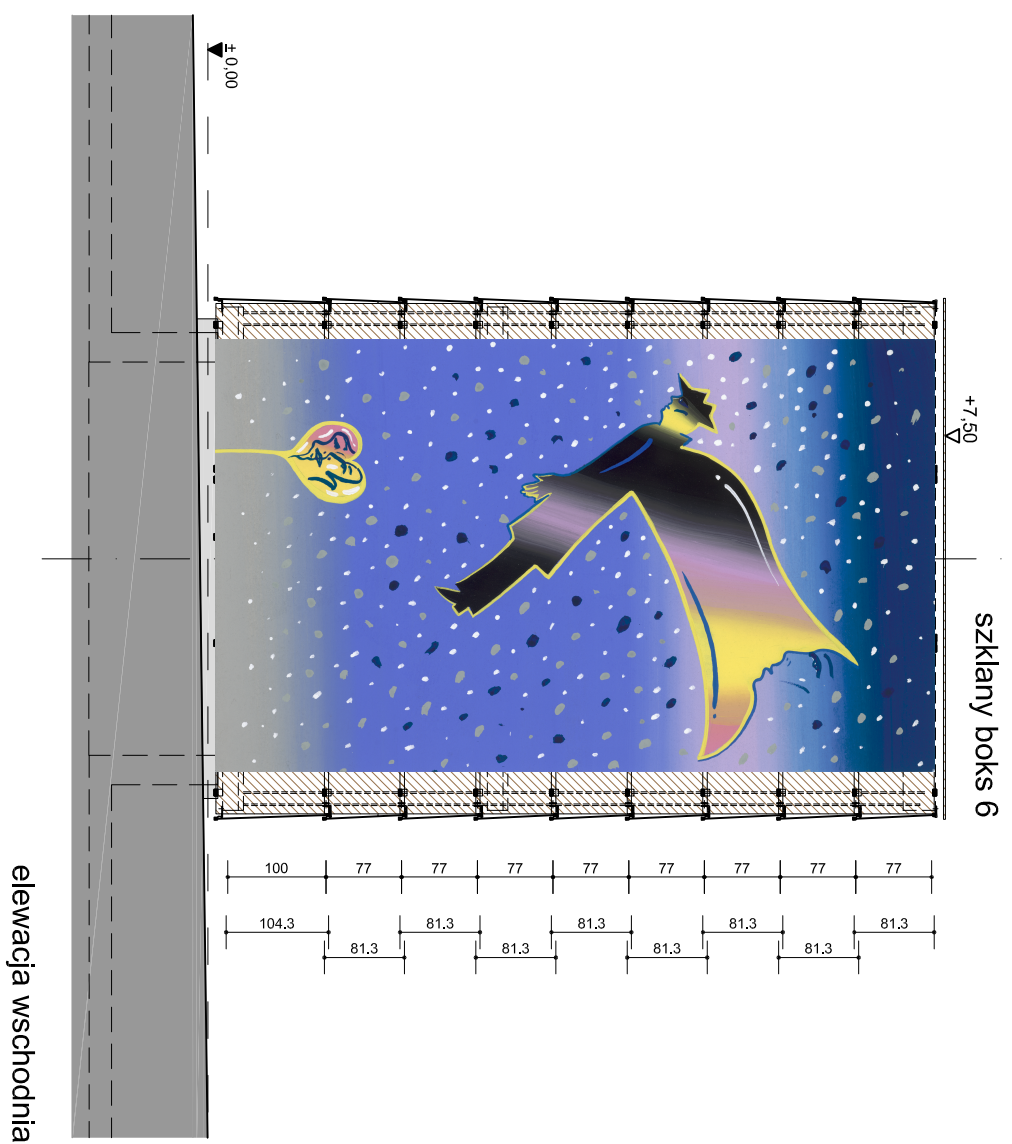 szklany boks 6
+7,50
±0,00
100 77 77 77 77 77 77 77 77
104.3 81.3 81.3 81.3 81.3
81.3 81.3 81.3 81.3
elewacja wschodnia